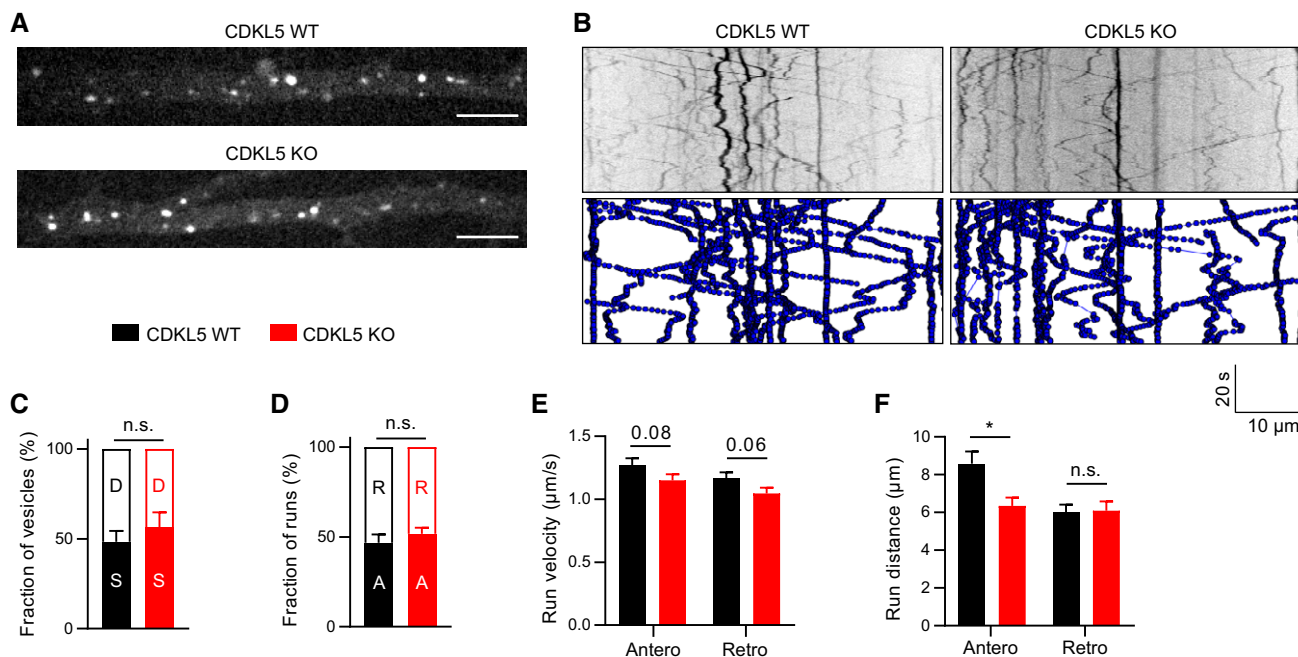 A
CDKL5 WT
CDKL5 KO
CDKL5 WT
CDKL5 KO
B
CDKL5 WT
CDKL5 KO
20 s
10 µm
C
n.s.
Fraction of vesicles (%)
100
50
0
D
D
S
S
D
n.s.
Fraction of runs (%)
100
50
0
R
R
A
A
E
Run velocity (µm/s)
1.5
1.0
0.5
0.0
0.08
0.06
Antero
Retro
F
Run distance (µm)
10
8
6
4
2
0
*
n.s.
Antero
Retro